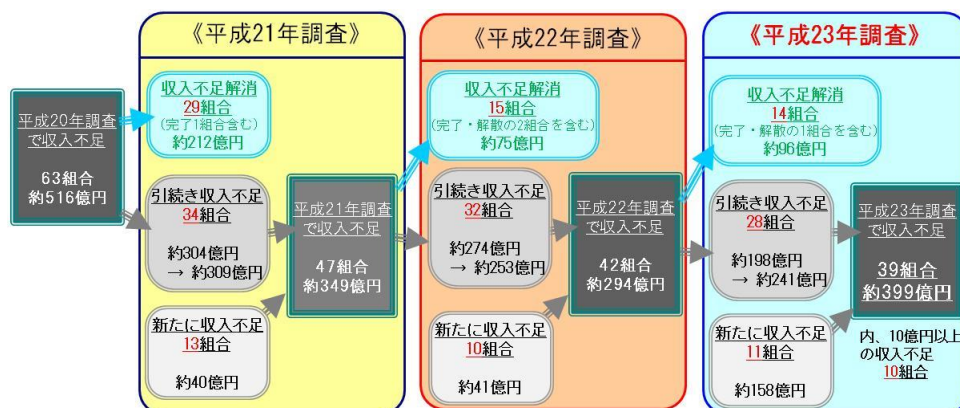 《平成21年調査》
《平成22年調査》
《平成23年調査》
平成20年調査
で収入不足
63組合
約516億円
収入不足解消
29組合
(完了1組合含む)
約212億円
引続き収入不足
34組合
約304億円
→ 約309億円
新たに収入不足
13組合
約40億円
平成21年調査
で収入不足
47組合
約349億円
収入不足解消
15組合
(完了・解散の2組合を含む)
約75億円
引続き収入不足
32組合
約274億円
→ 約253億円
新たに収入不足
10組合
約41億円
平成22年調査
で収入不足
42組合
約294億円
収入不足解消
14組合
(完了・解散の1組合を含む)
約96億円
引続き収入不足
28組合
約198億円
→ 約241億円
新たに収入不足
11組合
約158億円
平成23年調査
で収入不足
39組合
約399億円
内、10億円以上
の収入不足
10組合